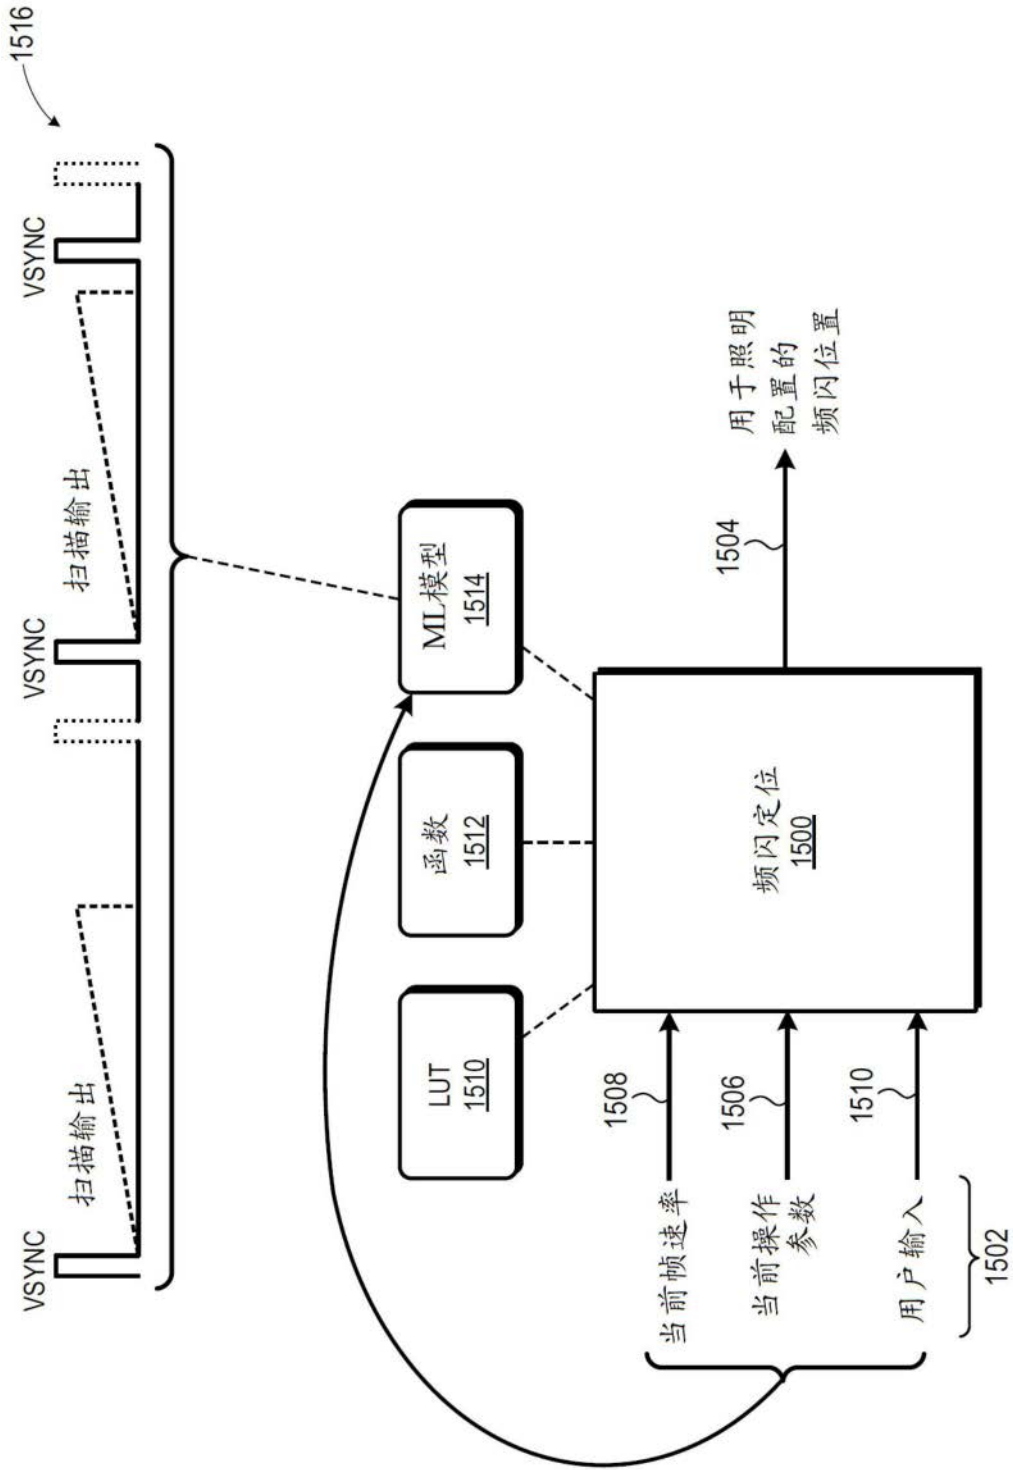 1516
VSYNC
扫描输出
VSYNC
扫描输出
VSYNC
LUT
1510
函数
1512
ML模型
1514
当前帧速率
1508
当前操作
参数
1506
用户输入
1510
1502
频闪定位
1500
1504
用于照明
配置的
频闪位置